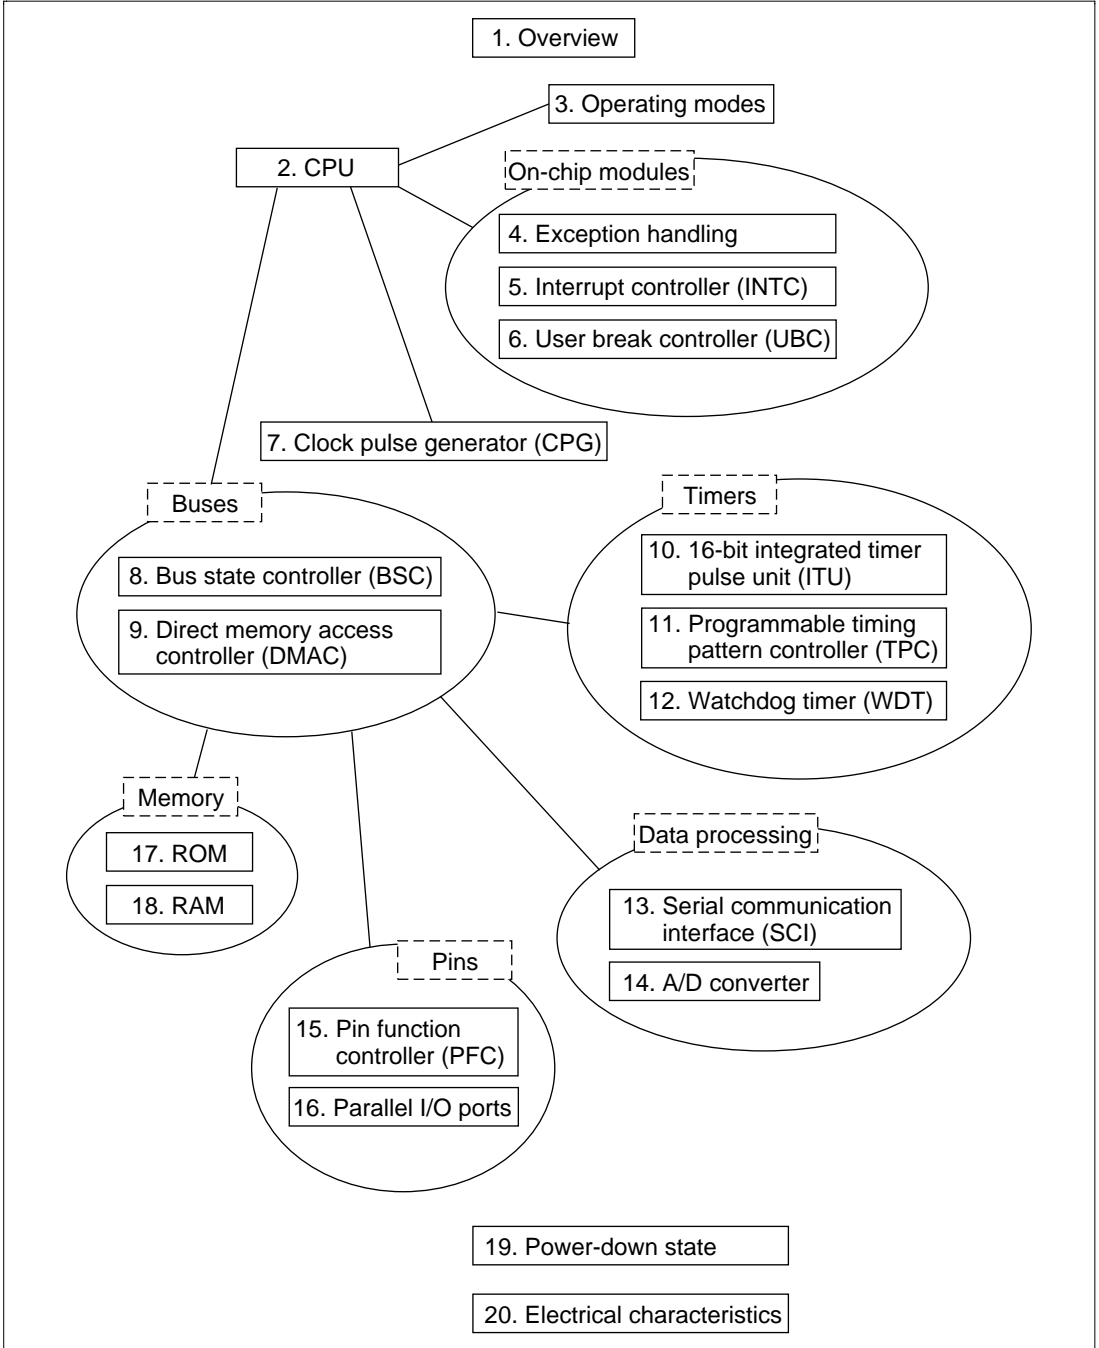 1. Overview
3. Operating modes
2. CPU
On-chip modules
4. Exception handling
5. Interrupt controller (INTC)
6. User break controller (UBC)
7. Clock pulse generator (CPG)
Buses
8. Bus state controller (BSC)
9. Direct memory access
controller (DMAC)
Timers
10. 16-bit integrated timer
pulse unit (ITU)
11. Programmable timing
pattern controller (TPC)
12. Watchdog timer (WDT)
Memory
17. ROM
18. RAM
Data processing
13. Serial communication
interface (SCI)
14. A/D converter
Pins
15. Pin function
controller (PFC)
16. Parallel I/O ports
19. Power-down state
20. Electrical characteristics